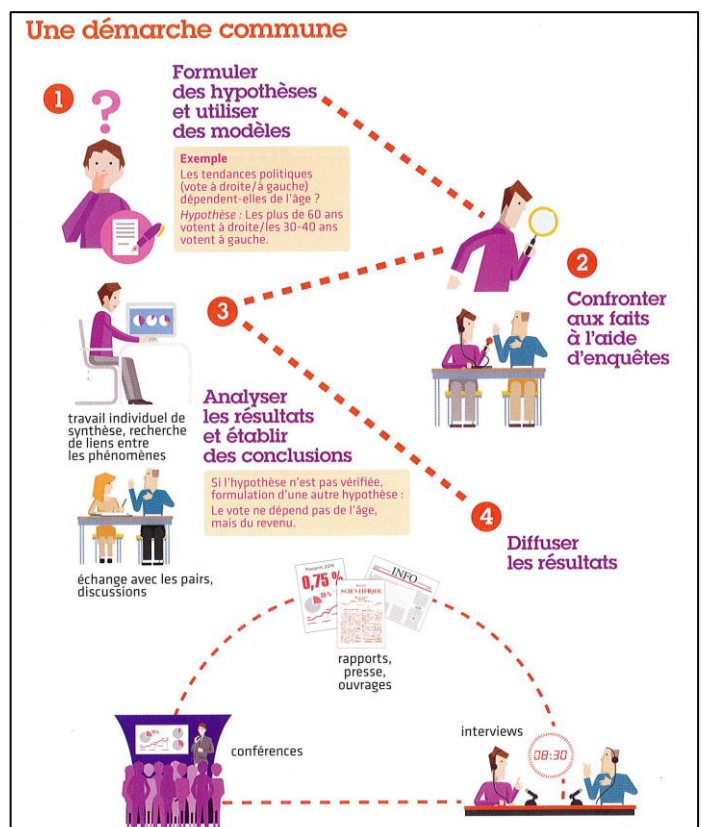 Une démarche commune
1
?
Formuler
des hypothèses
et utiliser
des modèles
Exemple
Les tendances politiques
(vote à droite/à gauche)
dépendent-elles de l'âge ?
Hypothèse : Les plus de 60 ans
votent à droite/les 30-40 ans
votent à gauche.
2
Confronter
aux faits
à l'aide
d'enquêtes
3
Analyser
les résultats
et établir
des conclusions
travail individuel de
synthèse, recherche
de liens entre
les phénomènes
Si l'hypothèse n'est pas vérifiée,
formulation d'une autre hypothèse :
Le vote ne dépend pas de l'âge,
mais du revenu.
échange avec les pairs,
discussions
4
Diffuser
les résultats
0,75 %
SCIENTIFIQUE
INFO
rapports,
presse,
ouvrages
conférences
interviews
08:30